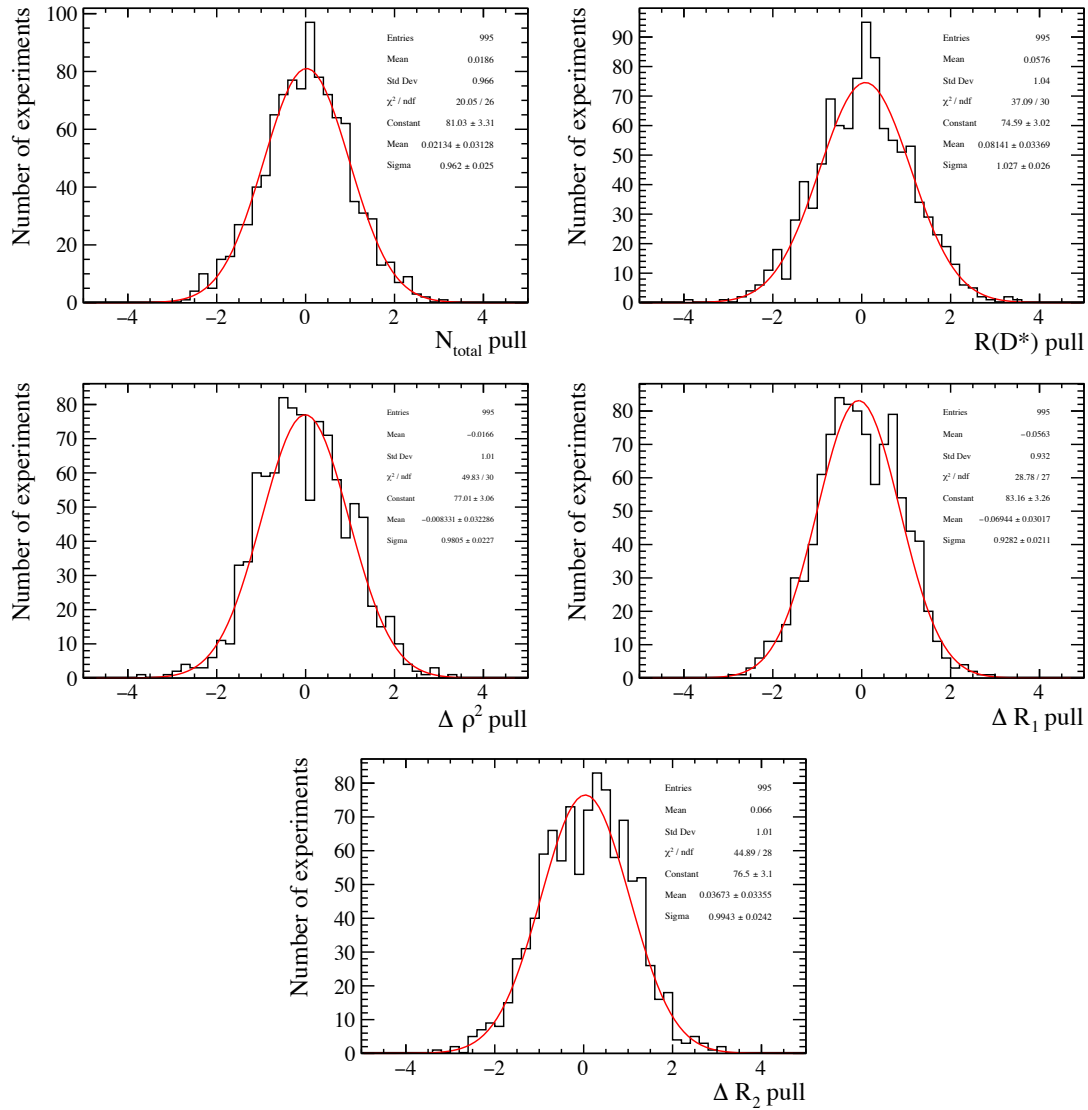 Number of experiments
100
80
60
40
20
0
Entries 995
Mean 0.0186
Std Dev 0.966
χ² / ndf 20.05 / 26
Constant 81.03 ± 3.31
Mean 0.02134 ± 0.03128
Sigma 0.962 ± 0.025
−4 −2 0 2 4
N_total pull
Number of experiments
90
80
70
60
50
40
30
20
10
0
Entries 995
Mean 0.0576
Std Dev 1.04
χ² / ndf 37.09 / 30
Constant 74.59 ± 3.02
Mean 0.08141 ± 0.03369
Sigma 1.027 ± 0.026
−4 −2 0 2 4
R(D*) pull
Number of experiments
80
70
60
50
40
30
20
10
0
Entries 995
Mean −0.0166
Std Dev 1.01
χ² / ndf 49.83 / 30
Constant 77.01 ± 3.06
Mean −0.008331 ± 0.032286
Sigma 0.9805 ± 0.0227
−4 −2 0 2 4
Δ ρ² pull
Number of experiments
80
70
60
50
40
30
20
10
0
Entries 995
Mean −0.0563
Std Dev 0.932
χ² / ndf 28.78 / 27
Constant 83.16 ± 3.26
Mean −0.06944 ± 0.03017
Sigma 0.9282 ± 0.0211
−4 −2 0 2 4
Δ R₁ pull
Number of experiments
80
70
60
50
40
30
20
10
0
Entries 995
Mean 0.066
Std Dev 1.01
χ² / ndf 44.89 / 28
Constant 76.5 ± 3.1
Mean 0.03673 ± 0.03355
Sigma 0.9943 ± 0.0242
−4 −2 0 2 4
Δ R₂ pull